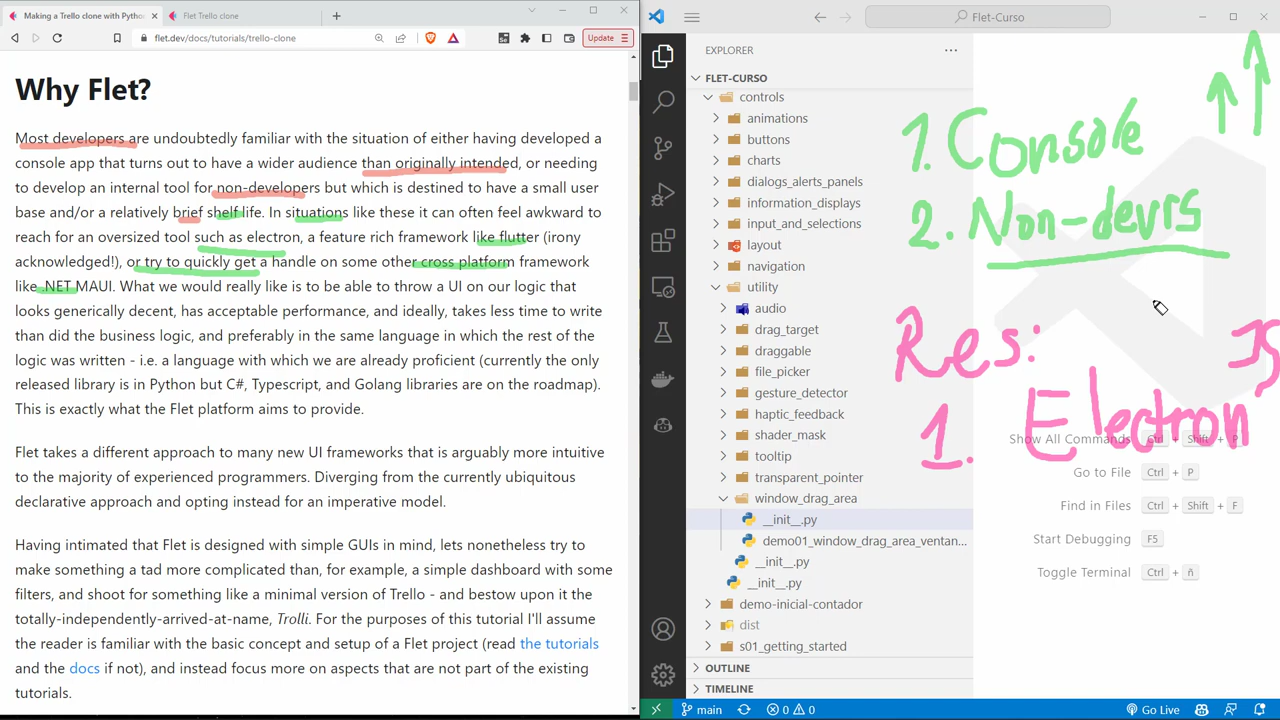 Making a Trello clone with Pytho
Flet Trello clone
flet.dev/docs/tutorials/trello-clone
Update
Why Flet?
Most developers are undoubtedly familiar with the situation of either having developed a
console app that turns out to have a wider audience than originally intended, or needing
to develop an internal tool for non-developers but which is destined to have a small user
base and/or a relatively brief shelf life. In situations like these it can often feel awkward to
reach for an oversized tool such as electron, a feature rich framework like flutter (irony
acknowledged!), or try to quickly get a handle on some other cross platform framework
like .NET MAUI. What we would really like is to be able to throw a UI on our logic that
looks generically decent, has acceptable performance, and ideally, takes less time to write
than did the business logic, and preferably in the same language in which the rest of the
logic was written - i.e. a language with which we are already proficient (currently the only
released library is in Python but C#, Typescript, and Golang libraries are on the roadmap).
This is exactly what the Flet platform aims to provide.
Flet takes a different approach to many new UI frameworks that is arguably more intuitive
to the majority of experienced programmers. Diverging from the currently ubiquitous
declarative approach and opting instead for an imperative model.
Having intimated that Flet is designed with simple GUIs in mind, lets nonetheless try to
make something a tad more complicated than, for example, a simple dashboard with some
filters, and shoot for something like a minimal version of Trello - and bestow upon it the
totally-independently-arrived-at-name, Trolli. For the purposes of this tutorial I'll assume
the reader is familiar with the basic concept and setup of a Flet project (read the tutorials
and the docs if not), and instead focus more on aspects that are not part of the existing
tutorials.
Flet-Curso
EXPLORER
FLET-CURSO
controls
animations
buttons
charts
dialogs_alerts_panels
information_displays
input_and_selections
layout
navigation
utility
audio
drag_target
draggable
file_picker
gesture_detector
haptic_feedback
shader_mask
tooltip
transparent_pointer
window_drag_area
__init__.py
demo01_window_drag_area_ventan...
__init__.py
__init__.py
demo-inicial-contador
dist
s01_getting_started
OUTLINE
TIMELINE
1. Console
2. Non-devrs
Res: JS
1. Electron
Show All Commands Ctrl + Shift + P
Go to File Ctrl + P
Find in Files Ctrl + Shift + F
Start Debugging F5
Toggle Terminal Ctrl + ñ
main 0 0 Go Live